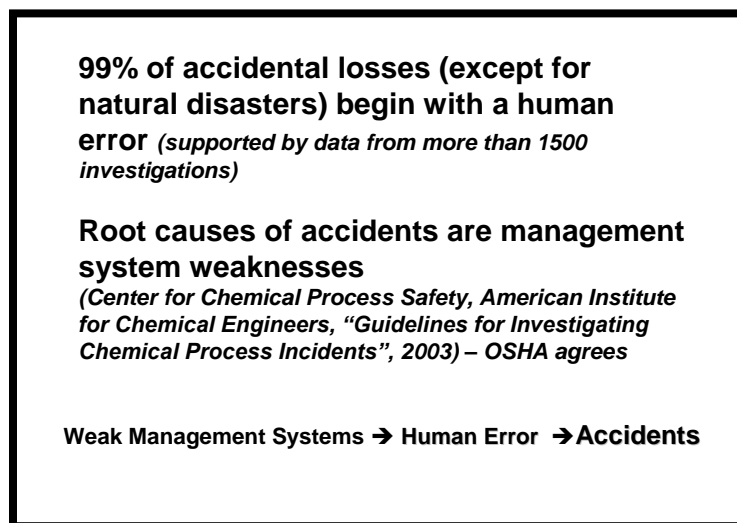 99% of accidental losses (except for
natural disasters) begin with a human
error (supported by data from more than 1500
investigations)
Root causes of accidents are management
system weaknesses
(Center for Chemical Process Safety, American Institute
for Chemical Engineers, “Guidelines for Investigating
Chemical Process Incidents”, 2003) – OSHA agrees
Weak Management Systems ➔ Human Error ➔Accidents